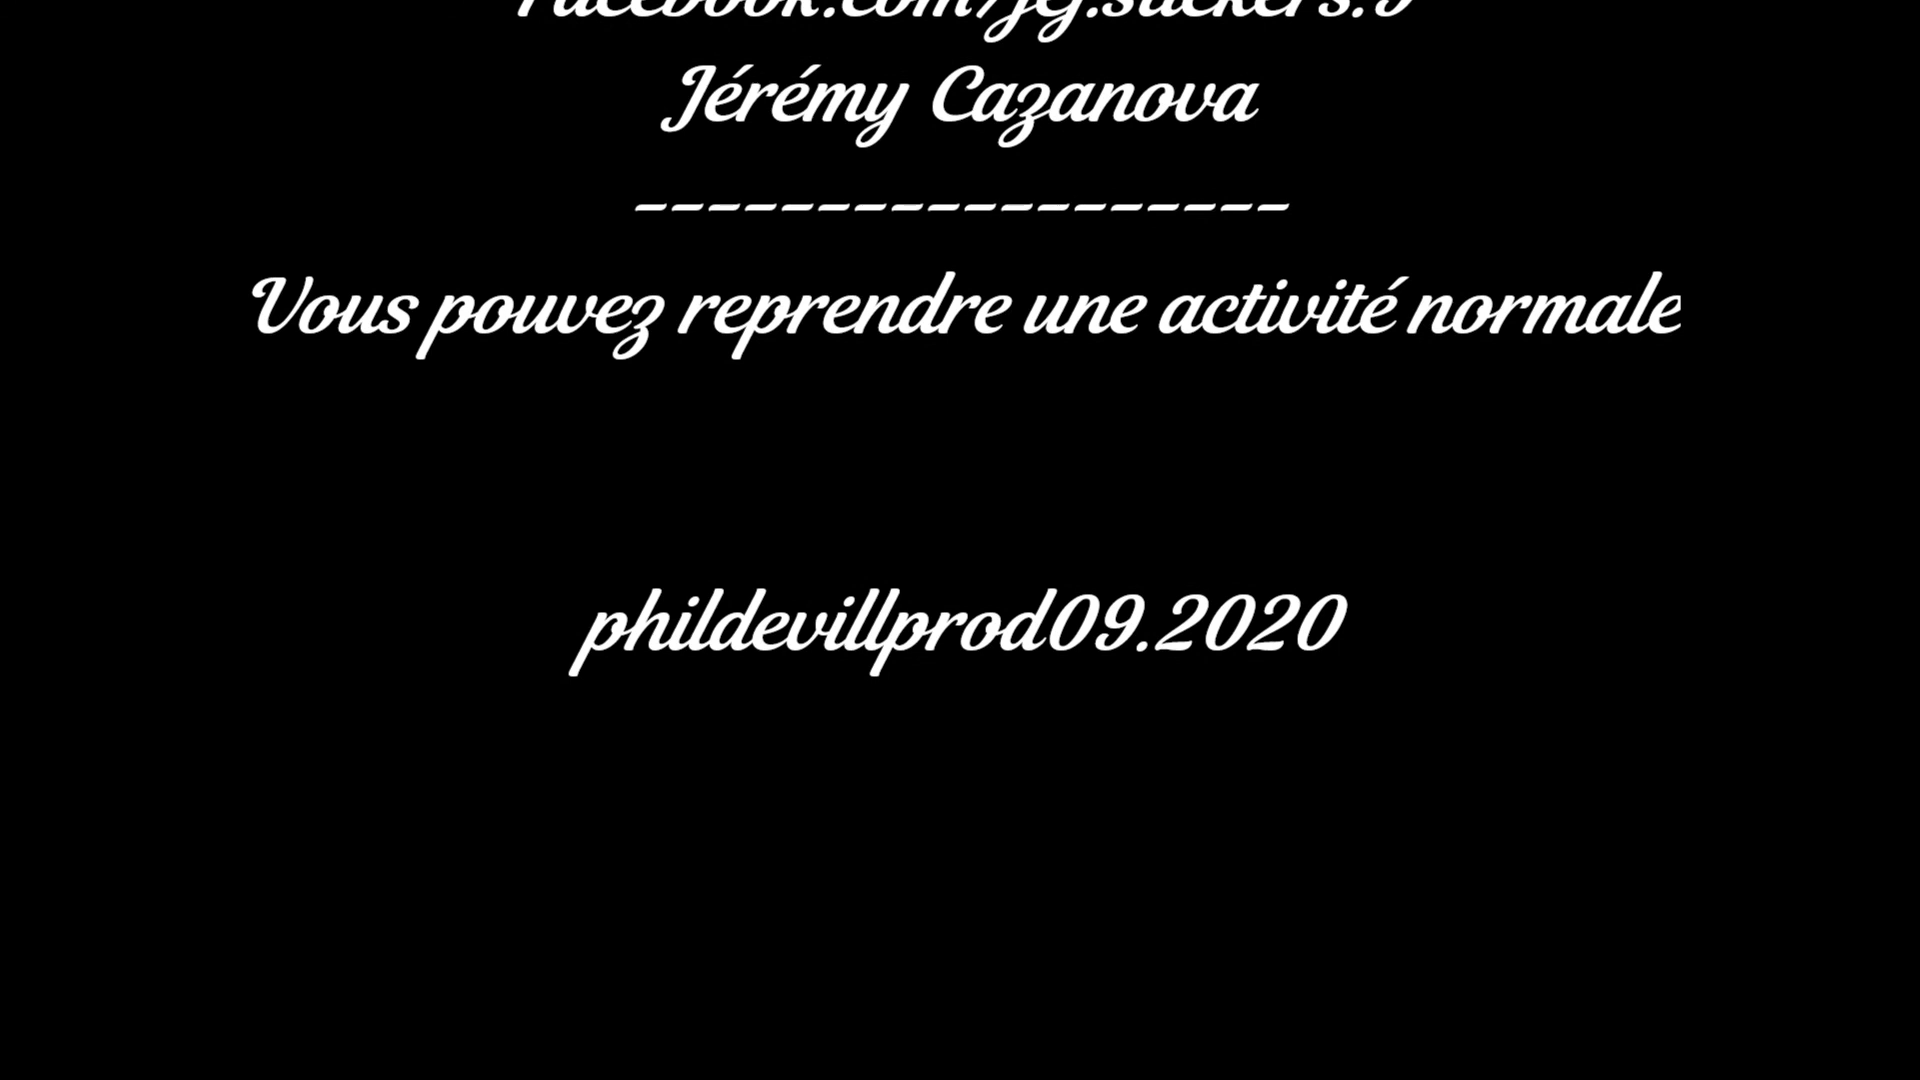 Jérémy Cazanova
------------------
Vous pouvez reprendre une activité normale
phildevillprod09.2020